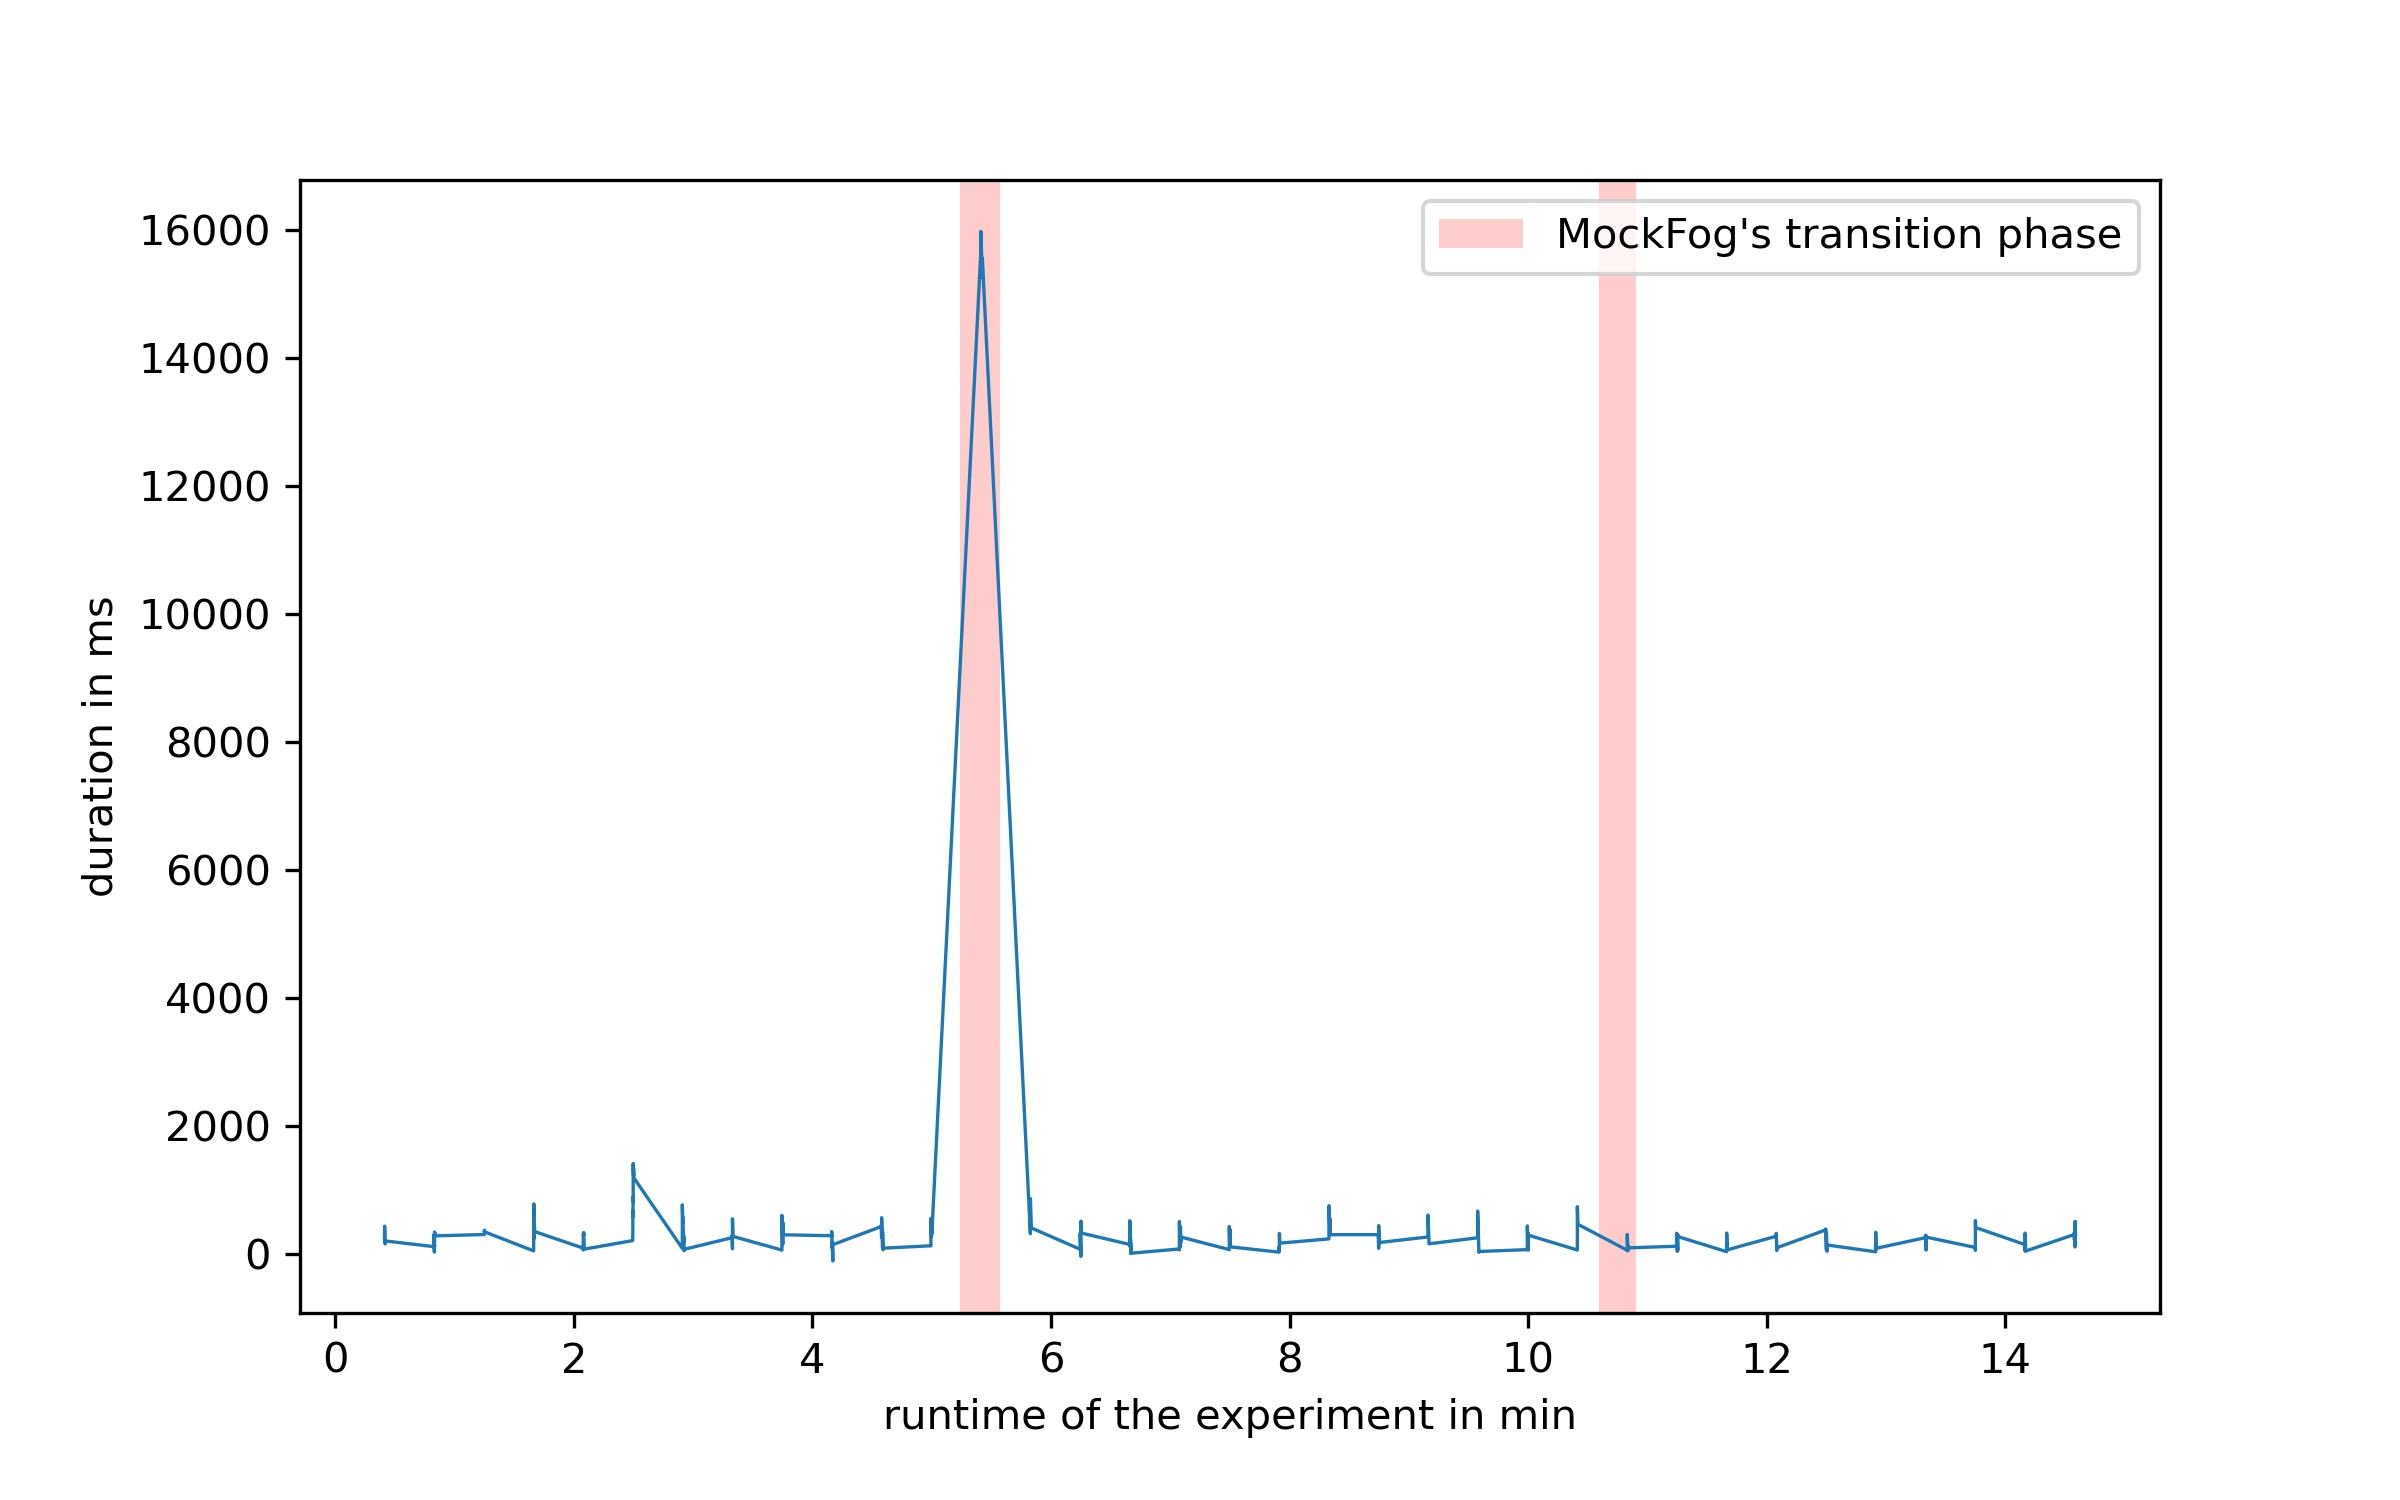 MockFog's transition phase
16000
14000
12000
10000
8000
6000
4000
2000
0
duration in ms
0 2 4 6 8 10 12 14
runtime of the experiment in min